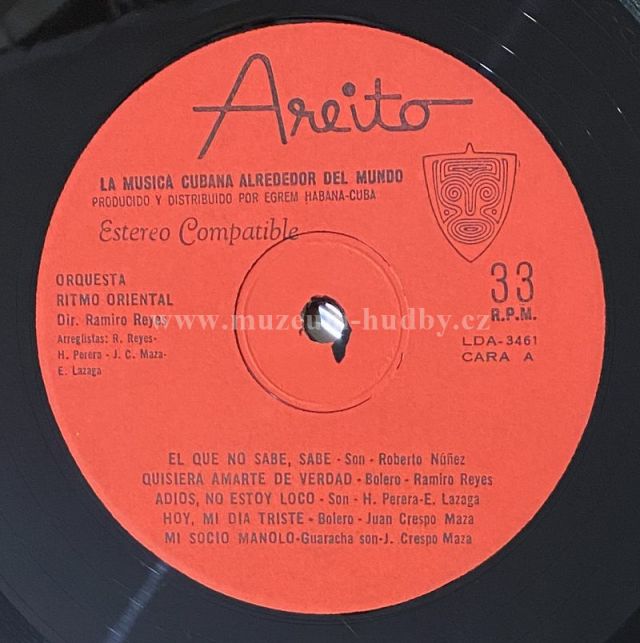 Areito
LA MUSICA CUBANA ALREDEDOR DEL MUNDO
PRODUCIDO Y DISTRIBUIDO POR EGREM HABANA-CUBA
Estereo Compatible
ORQUESTA
RITMO ORIENTAL
Dir. Ramiro Reyes
Arreglistas: R. Reyes-
H. Perera - J. C. Maza-
E. Lazaga
33
R.P.M.
LDA-3461
CARA A
www.muzeum-hudby.cz
EL QUE NO SABE, SABE - Son - Roberto Núñez
QUISIERA AMARTE DE VERDAD - Bolero - Ramiro Reyes
ADIOS, NO ESTOY LOCO - Son - H. Perera-E. Lazaga
HOY, MI DIA TRISTE - Bolero - Juan Crespo Maza
MI SOCIO MANOLO-Guaracha son-J. Crespo Maza